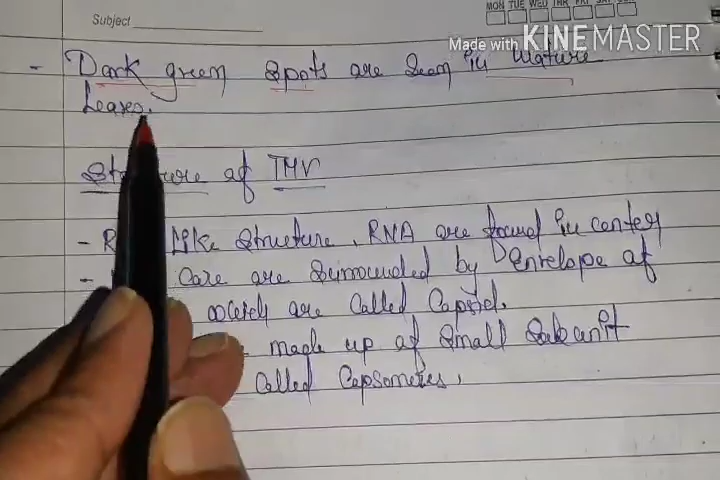 Subject
MON TUE WED THR FRI SAT SUN
Made with KINEMASTER
- Dark green spots are seen in mature
Leaves.
Structure of TMV
- Like structure. RNA are found in center
- Core are surrounded by envelope of
are called Capsid.
made up of small subunit
called Capsomeres.